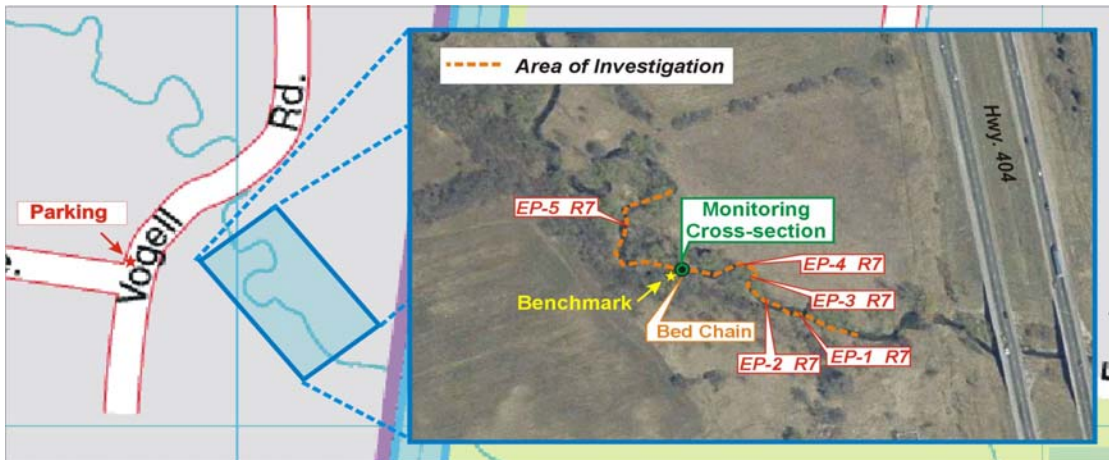 Area of Investigation
Rd.
Hwy. 404
Parking
EP-5 R7
Monitoring
Cross-section
Vogell
e.
EP-4 R7
EP-3 R7
Benchmark
Bed Chain
EP-2 R7
EP-1 R7